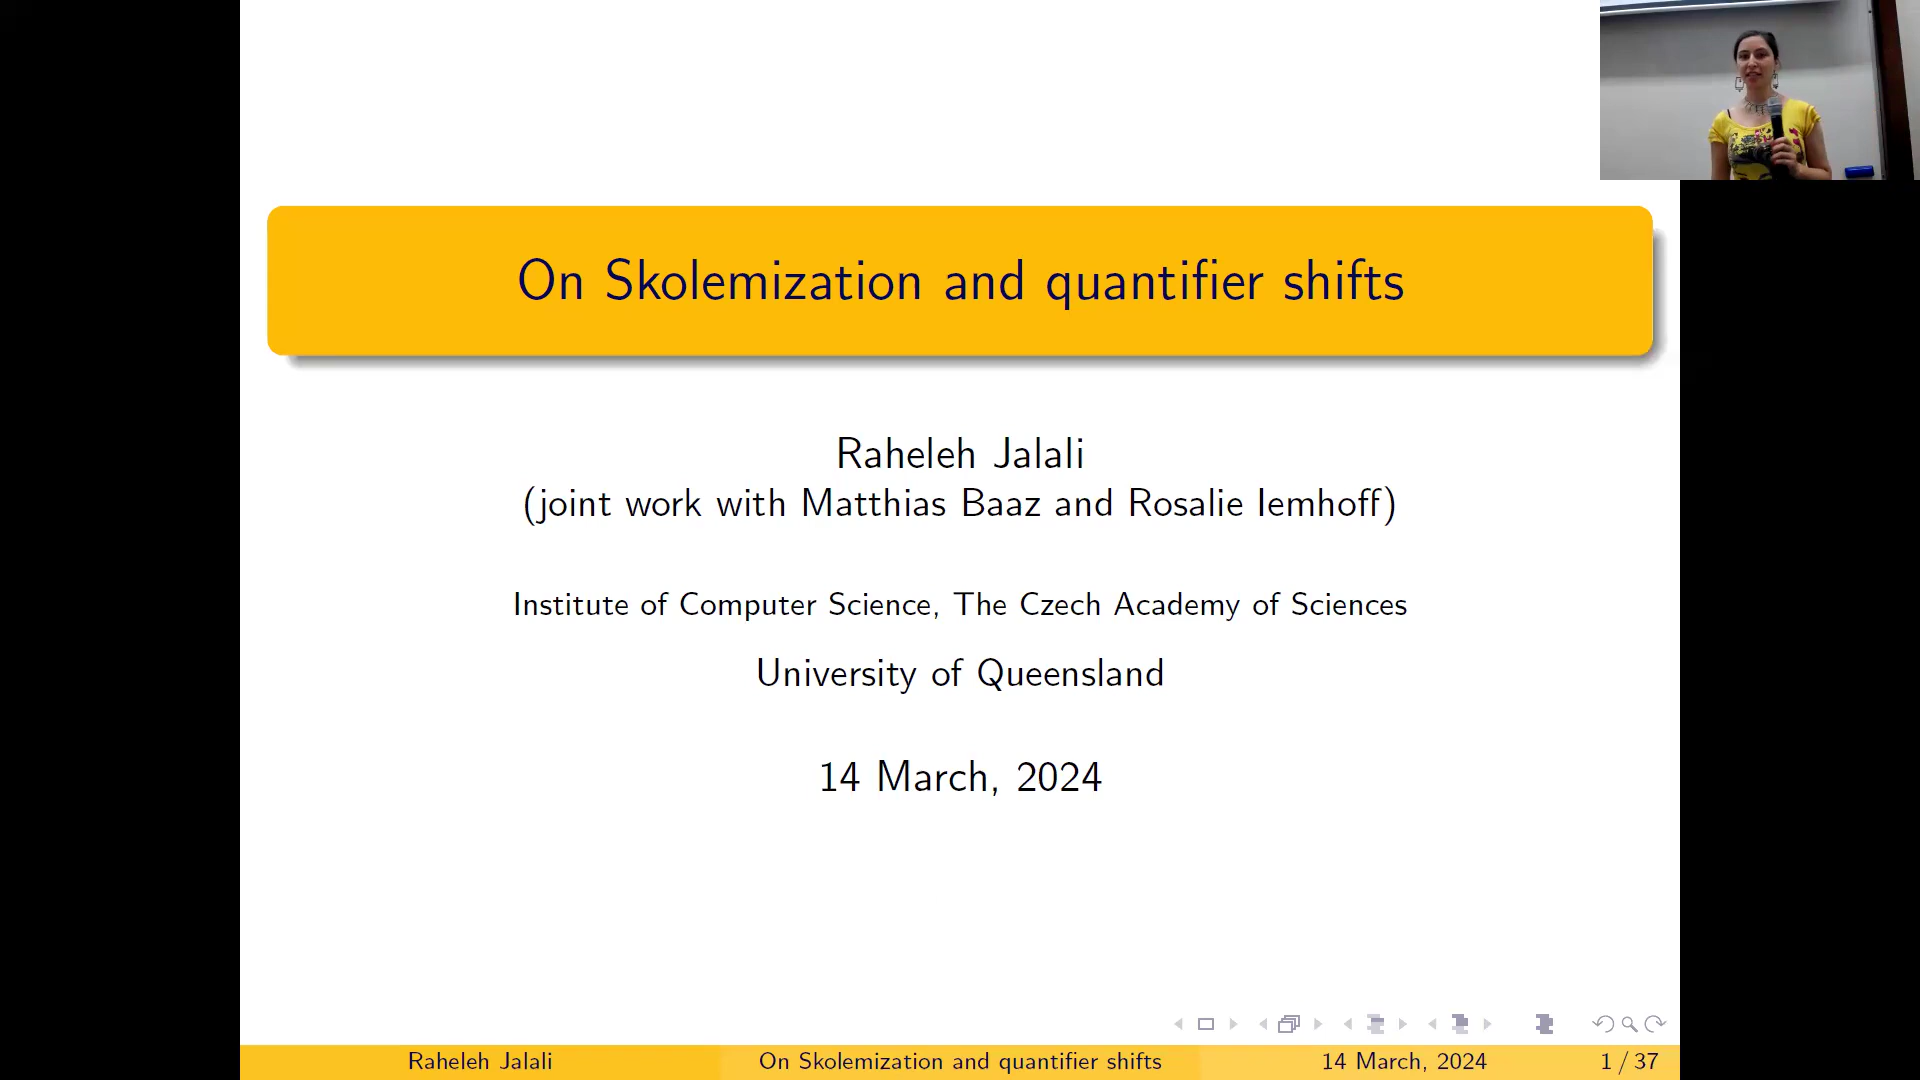 On Skolemization and quantifier shifts
Raheleh Jalali
(joint work with Matthias Baaz and Rosalie Iemhoff)
Institute of Computer Science, The Czech Academy of Sciences
University of Queensland
14 March, 2024
Raheleh Jalali On Skolemization and quantifier shifts 14 March, 2024 1 / 37